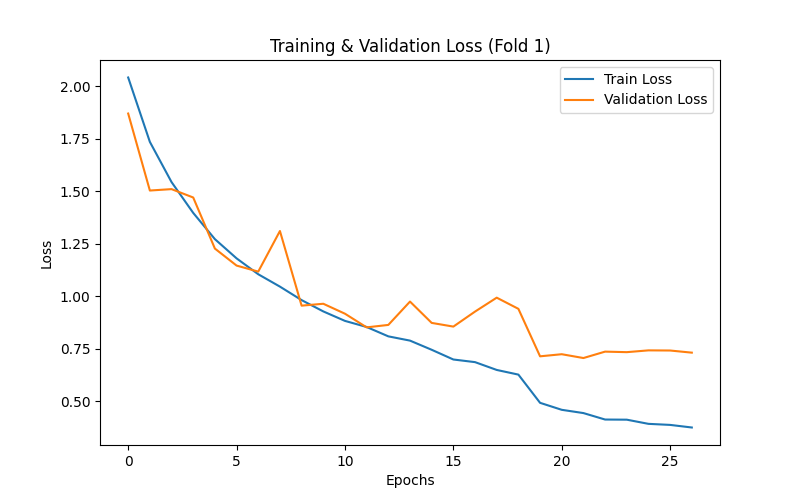 Training & Validation Loss (Fold 1)
Train Loss
Validation Loss
Loss
2.00
1.75
1.50
1.25
1.00
0.75
0.50
0
5
10
15
20
25
Epochs